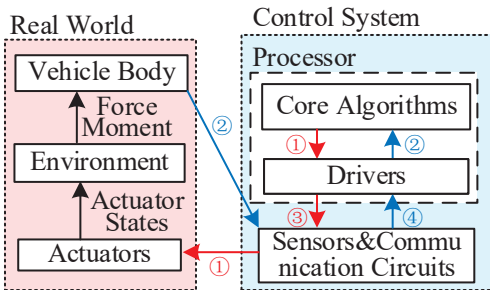 Real World
Vehicle Body
Force
Moment
Environment
Actuator
States
Actuators
①
②
Control System
Processor
Core Algorithms
①
②
Drivers
③
④
Sensors&Commu
nication Circuits